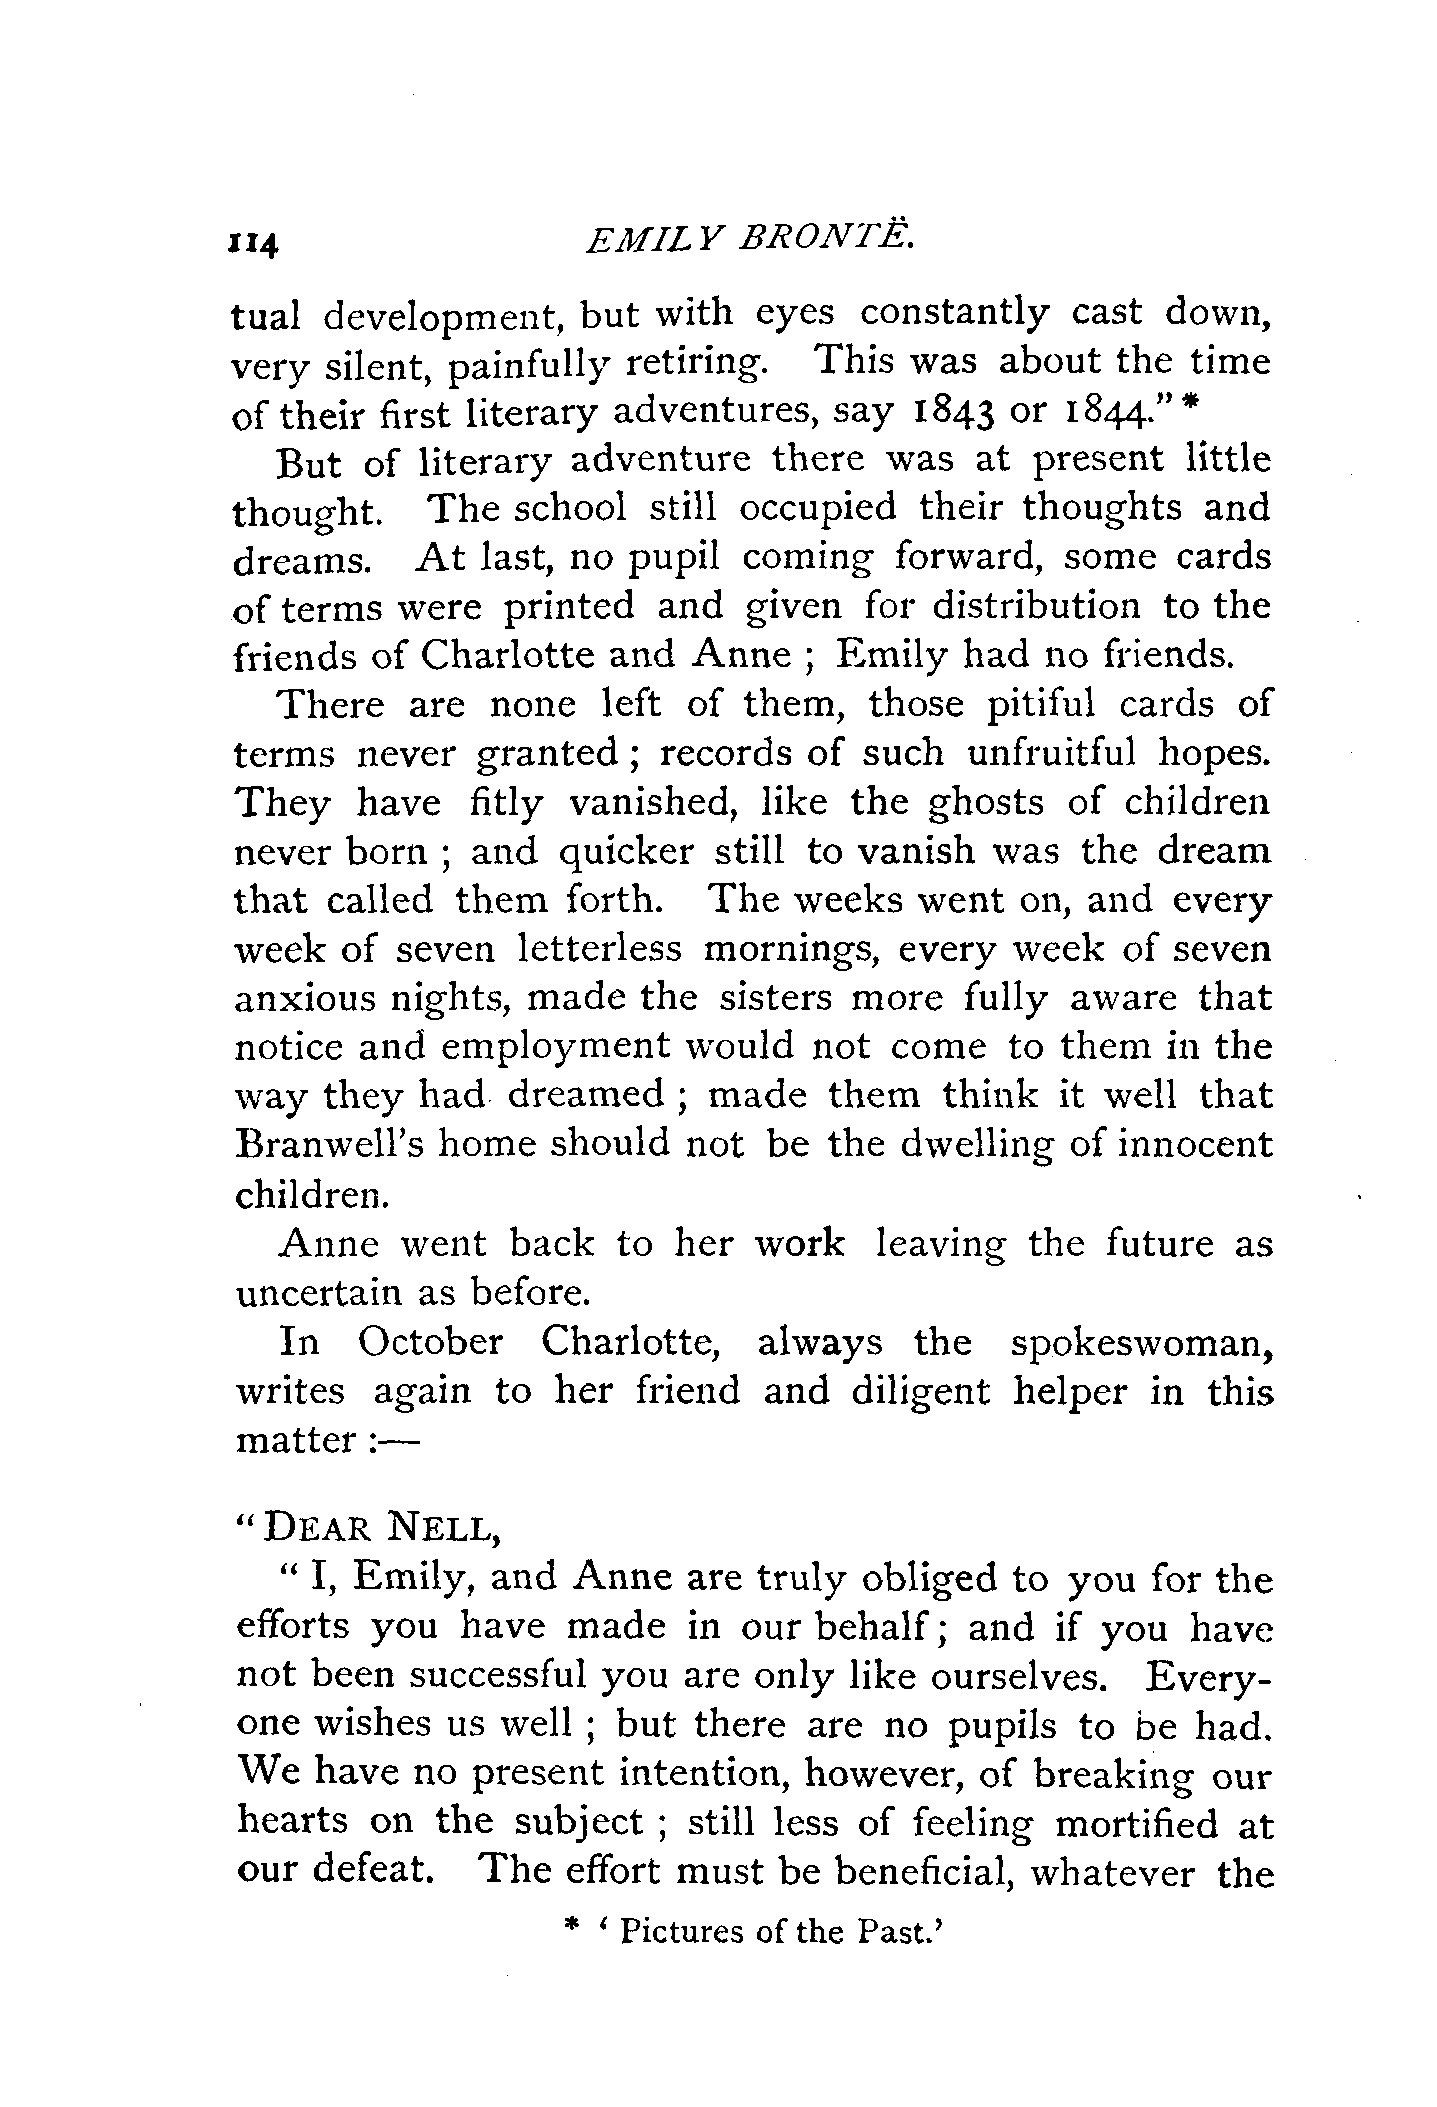 114 EMILY BRONTË.
tual development, but with eyes constantly cast down,
very silent, painfully retiring. This was about the time
of their first literary adventures, say 1843 or 1844.” *
But of literary adventure there was at present little
thought. The school still occupied their thoughts and
dreams. At last, no pupil coming forward, some cards
of terms were printed and given for distribution to the
friends of Charlotte and Anne ; Emily had no friends.
There are none left of them, those pitiful cards of
terms never granted ; records of such unfruitful hopes.
They have fitly vanished, like the ghosts of children
never born ; and quicker still to vanish was the dream
that called them forth. The weeks went on, and every
week of seven letterless mornings, every week of seven
anxious nights, made the sisters more fully aware that
notice and employment would not come to them in the
way they had dreamed ; made them think it well that
Branwell’s home should not be the dwelling of innocent
children.
Anne went back to her work leaving the future as
uncertain as before.
In October Charlotte, always the spokeswoman,
writes again to her friend and diligent helper in this
matter :—
“ DEAR NELL,
“ I, Emily, and Anne are truly obliged to you for the
efforts you have made in our behalf ; and if you have
not been successful you are only like ourselves. Every-
one wishes us well ; but there are no pupils to be had.
We have no present intention, however, of breaking our
hearts on the subject ; still less of feeling mortified at
our defeat. The effort must be beneficial, whatever the
* ‘ Pictures of the Past.’